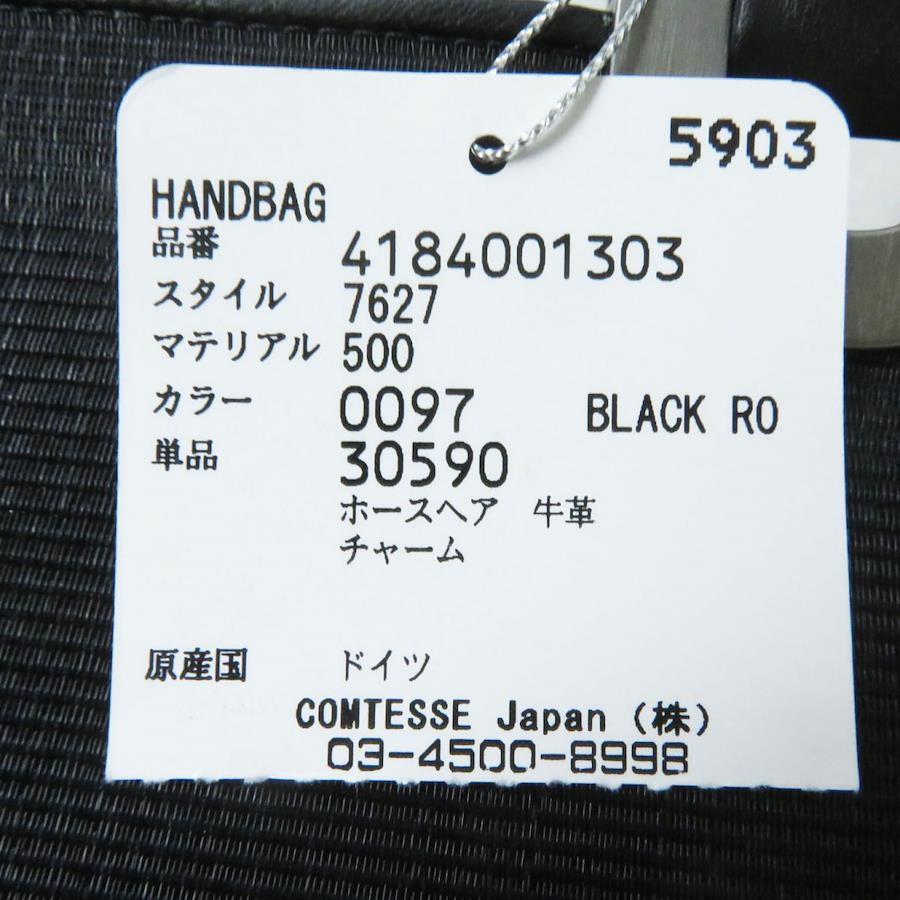 5903
HANDBAG
品番 4184001303
スタイル 7627
マテリアル 500
カラー 0097 BLACK RO
単品 30590
ホースヘア 牛革
チャーム
原産国 ドイツ
COMTESSE Japan (株)
03-4500-8998